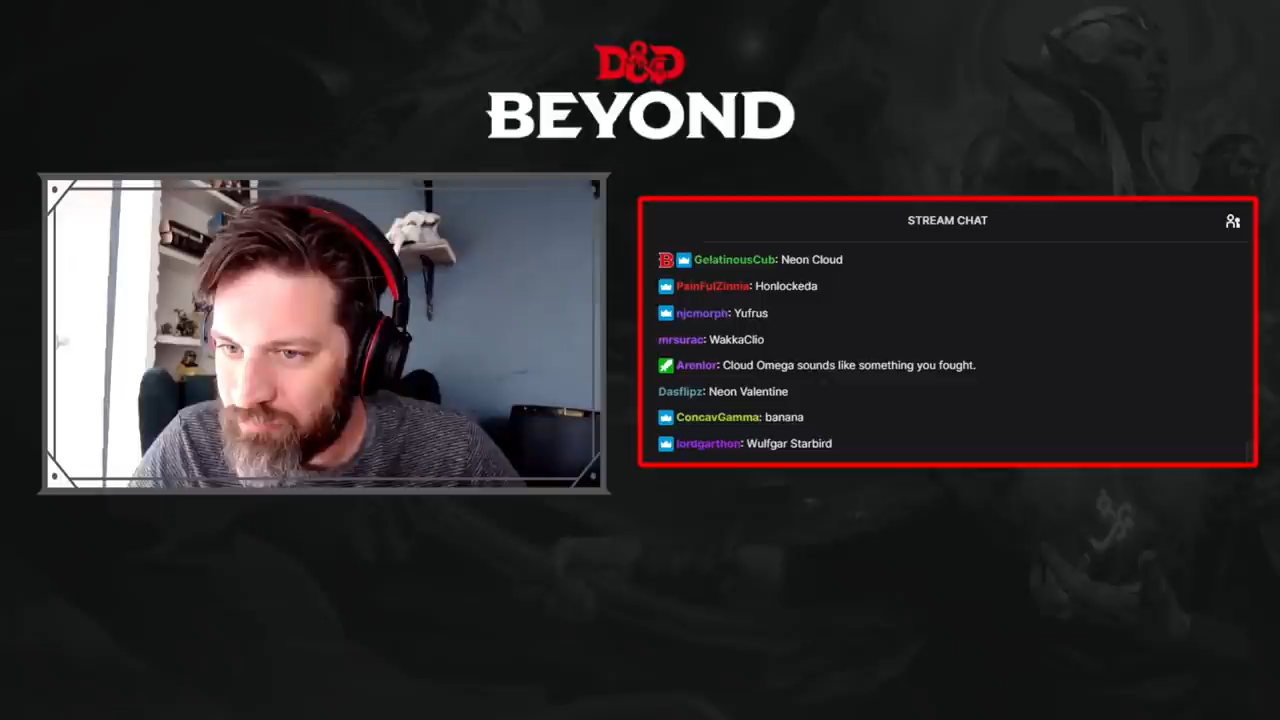 D&D
BEYOND
STREAM CHAT
GelatinousCub: Neon Cloud
PainFulZinnia: Honlockeda
njcmorph: Yufrus
mrsurac: WakkaClio
Arenlor: Cloud Omega sounds like something you fought.
Dasflipz: Neon Valentine
ConcavGamma: banana
lordgarthon: Wulfgar Starbird